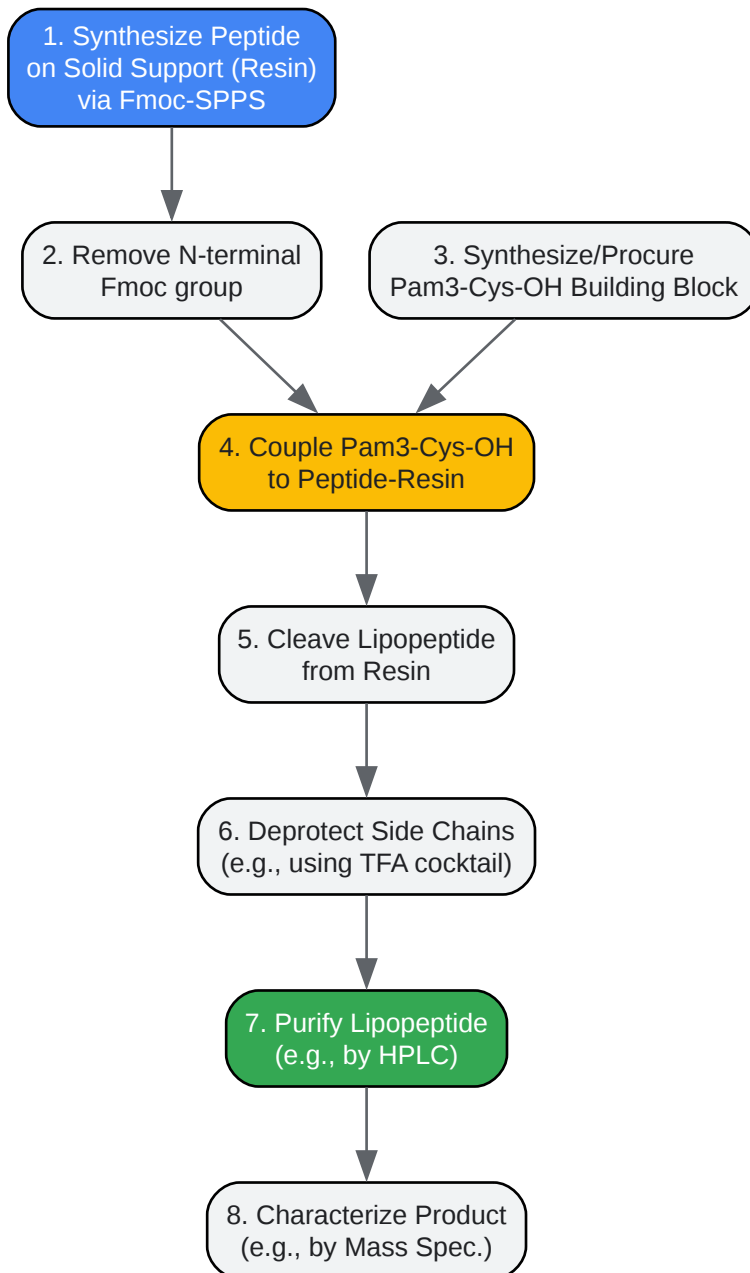 1. Synthesize Peptide
on Solid Support (Resin)
via Fmoc-SPPS
2. Remove N-terminal
Fmoc group
3. Synthesize/Procure
Pam3-Cys-OH Building Block
4. Couple Pam3-Cys-OH
to Peptide-Resin
5. Cleave Lipopeptide
from Resin
6. Deprotect Side Chains
(e.g., using TFA cocktail)
7. Purify Lipopeptide
(e.g., by HPLC)
8. Characterize Product
(e.g., by Mass Spec.)